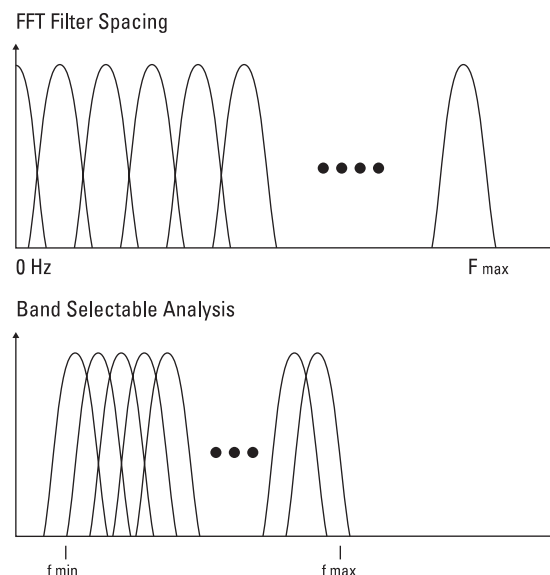 FFT Filter Spacing
0 Hz
F max
Band Selectable Analysis
f min
f max